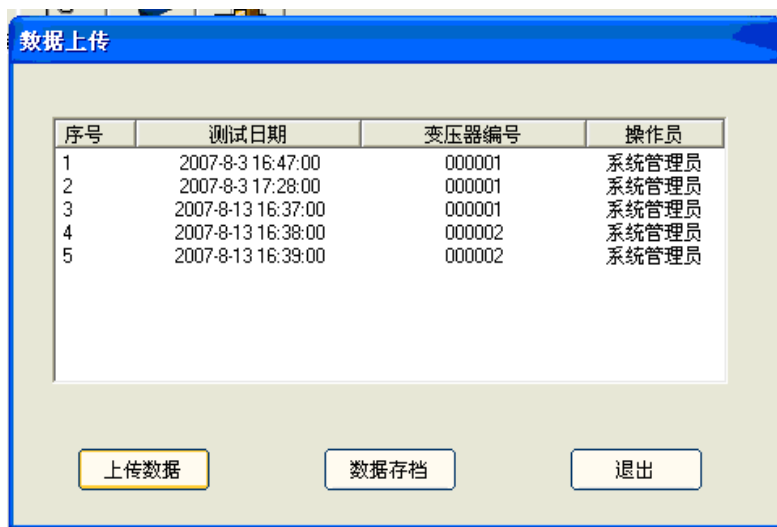 数据上传
序号 测试日期 变压器编号 操作员
1 2007-8-3 16:47:00 000001 系统管理员
2 2007-8-3 17:28:00 000001 系统管理员
3 2007-8-13 16:37:00 000001 系统管理员
4 2007-8-13 16:38:00 000002 系统管理员
5 2007-8-13 16:39:00 000002 系统管理员
上传数据 数据存档 退出